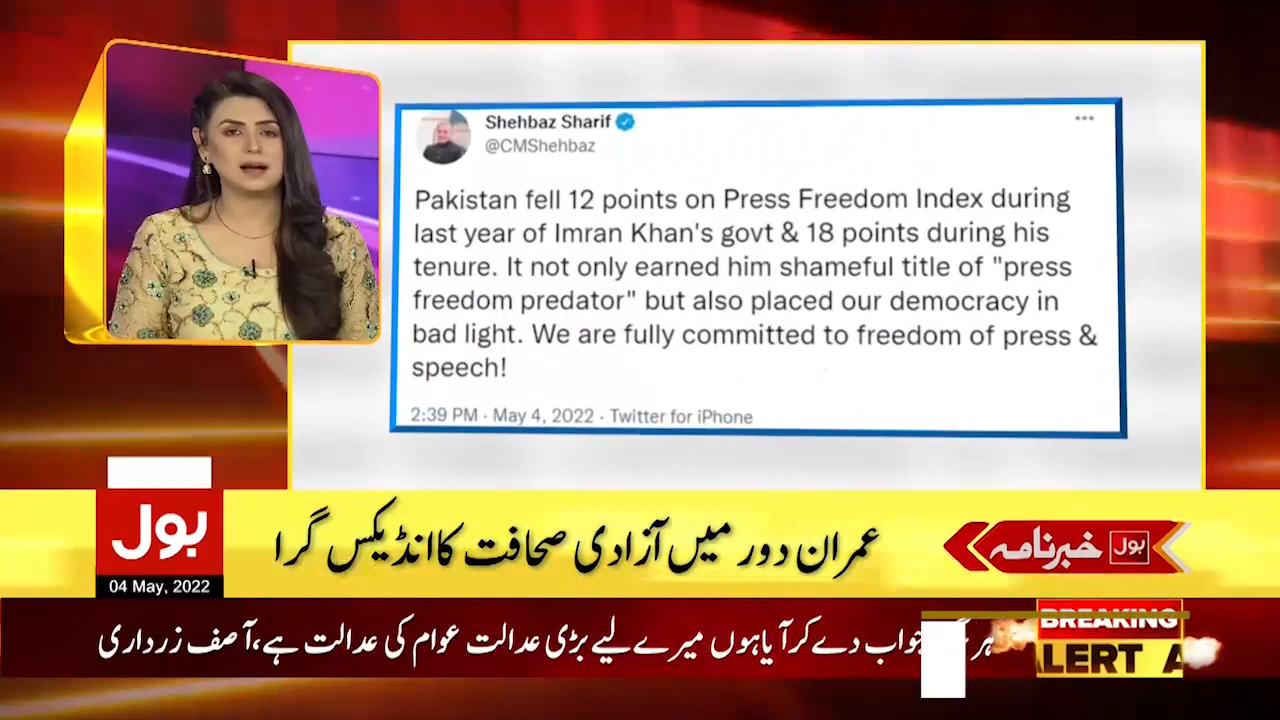 Shehbaz Sharif
@CMShehbaz
Pakistan fell 12 points on Press Freedom Index during
last year of Imran Khan's govt & 18 points during his
tenure. It not only earned him shameful title of "press
freedom predator" but also placed our democracy in
bad light. We are fully committed to freedom of press &
speech!
2:39 PM · May 4, 2022 · Twitter for iPhone
بول
04 May, 2022
عمران دور میں آزادی صحافت کا انڈیکس گرا
بول خبرنامہ
جواب دے کر آیا ہوں میرے لیے بڑی عدالت عوام کی عدالت ہے، آصف زرداری
BREAKING
ALERT